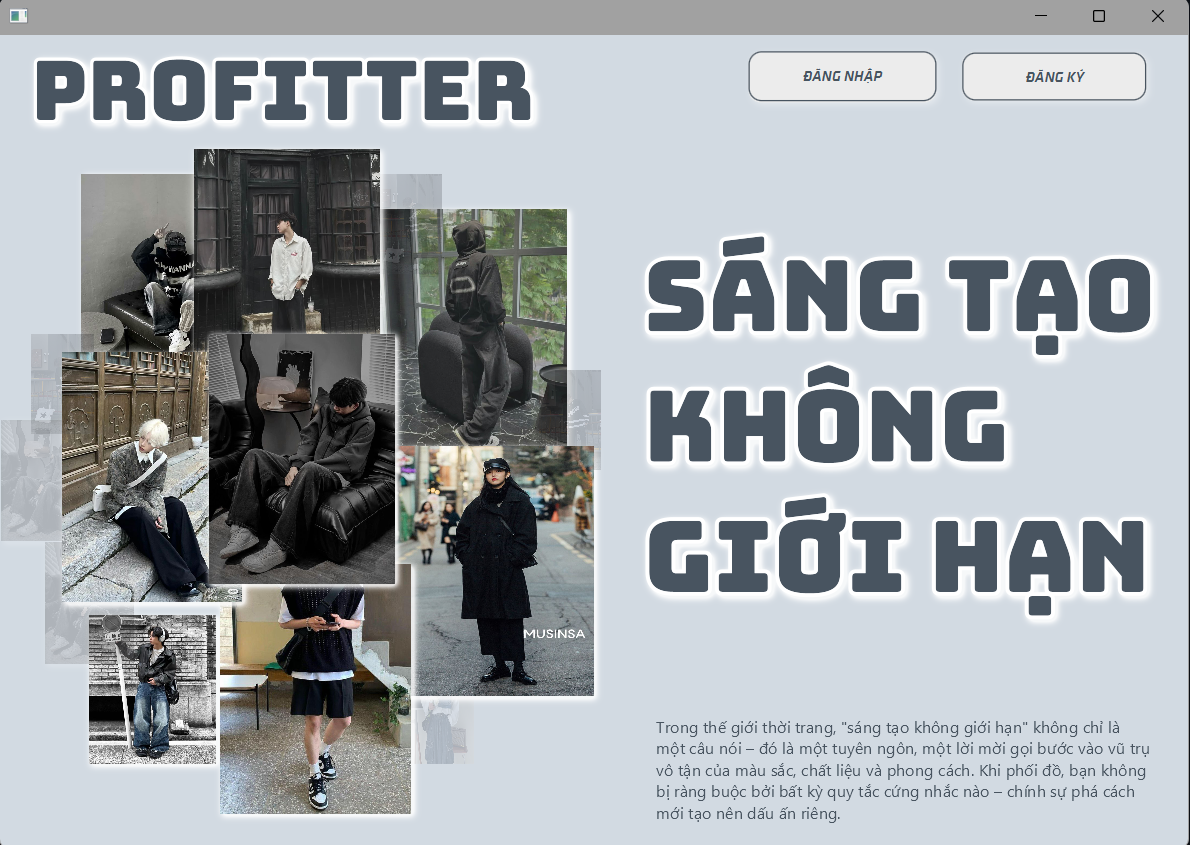 PROFITTER
ĐĂNG NHẬP
ĐĂNG KÝ
SÁNG TẠO
KHÔNG
GIỚI HẠN
MUSINSA
Trong thế giới thời trang, "sáng tạo không giới hạn" không chỉ là
một câu nói – đó là một tuyên ngôn, một lời mời gọi bước vào vũ trụ
vô tận của màu sắc, chất liệu và phong cách. Khi phối đồ, bạn không
bị ràng buộc bởi bất kỳ quy tắc cứng nhắc nào – chính sự phá cách
mới tạo nên dấu ấn riêng.